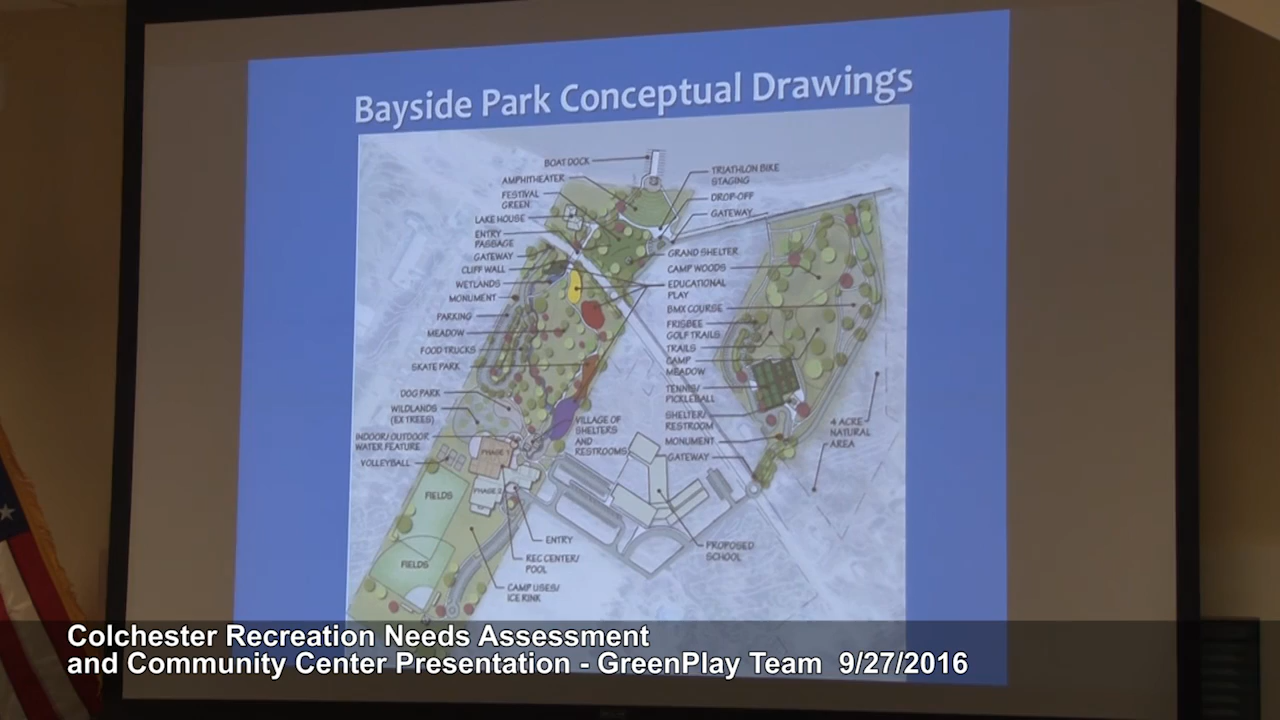 Bayside Park Conceptual Drawings
BOAT DOCK
AMPHITHEATER
FESTIVAL
GREEN
LAKE HOUSE
ENTRY
PASSAGE
GATEWAY
CLIFF WALL
WETLANDS
MONUMENT
PARKING
MEADOW
FOOD TRUCKS
SKATE PARK
DOG PARK
WILDLANDS
(EX TREES)
INDOOR/OUTDOOR
WATER FEATURE
VOLLEYBALL
TRIATHLON BIKE
STAGING
DROP-OFF
GATEWAY
GRAND SHELTER
CAMP WOODS
EDUCATIONAL
PLAY
BMX COURSE
FRISBEE
GOLF TRAILS
TRAILS
CAMP
MEADOW
TENNIS/
PICKLEBALL
SHELTER/
RESTROOM
MONUMENT
GATEWAY
4 ACRE
NATURAL
AREA
VILLAGE OF
SHELTERS
AND
RESTROOMS
PHASE 1
PHASE 2
FIELDS
FIELDS
ENTRY
REC CENTER/
POOL
CAMP USES/
ICE RINK
PROPOSED
SCHOOL
Colchester Recreation Needs Assessment
and Community Center Presentation - GreenPlay Team 9/27/2016